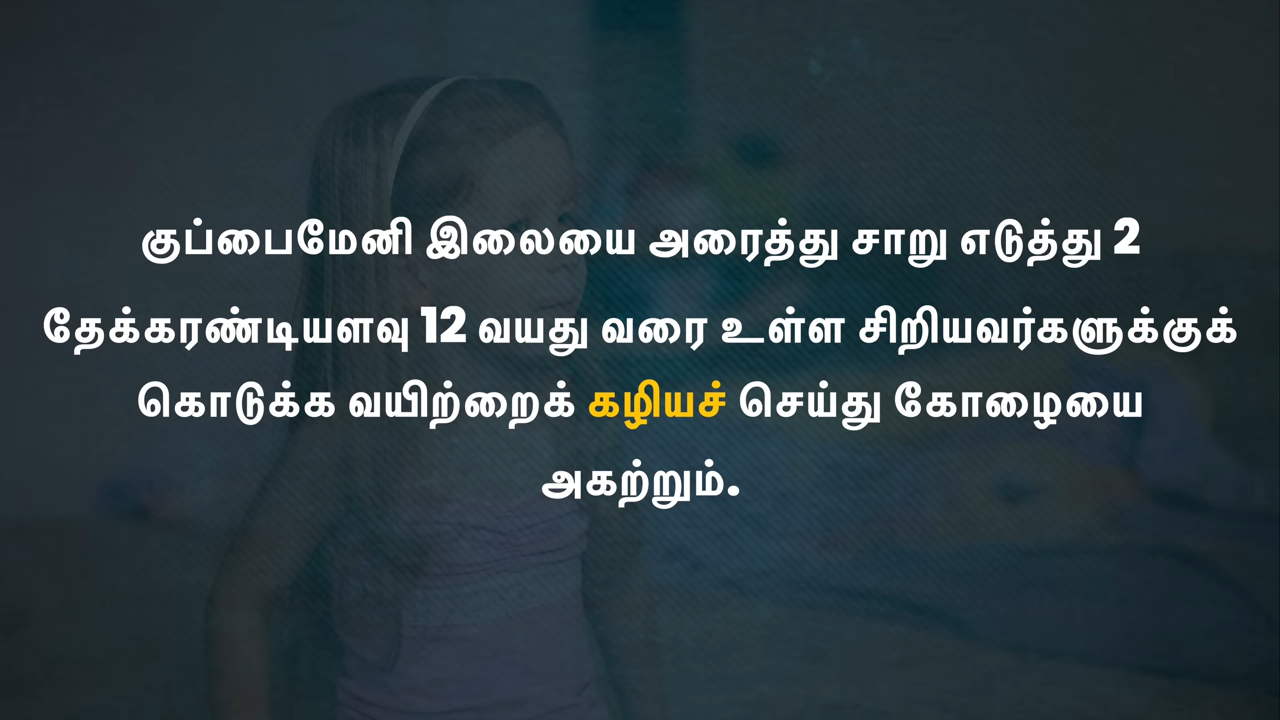 குப்பைமேனி இலையை அரைத்து சாறு எடுத்து 2
தேக்கரண்டியளவு 12 வயது வரை உள்ள சிறியவர்களுக்குக்
கொடுக்க வயிற்றைக் கழியச் செய்து கோழையை
அகற்றும்.